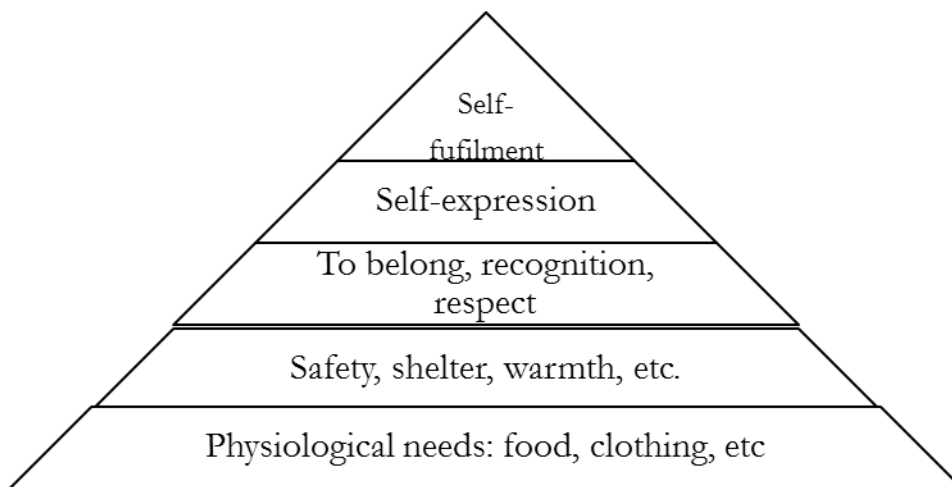 Self-
fufilment
Self-expression
To belong, recognition,
respect
Safety, shelter, warmth, etc.
Physiological needs: food, clothing, etc